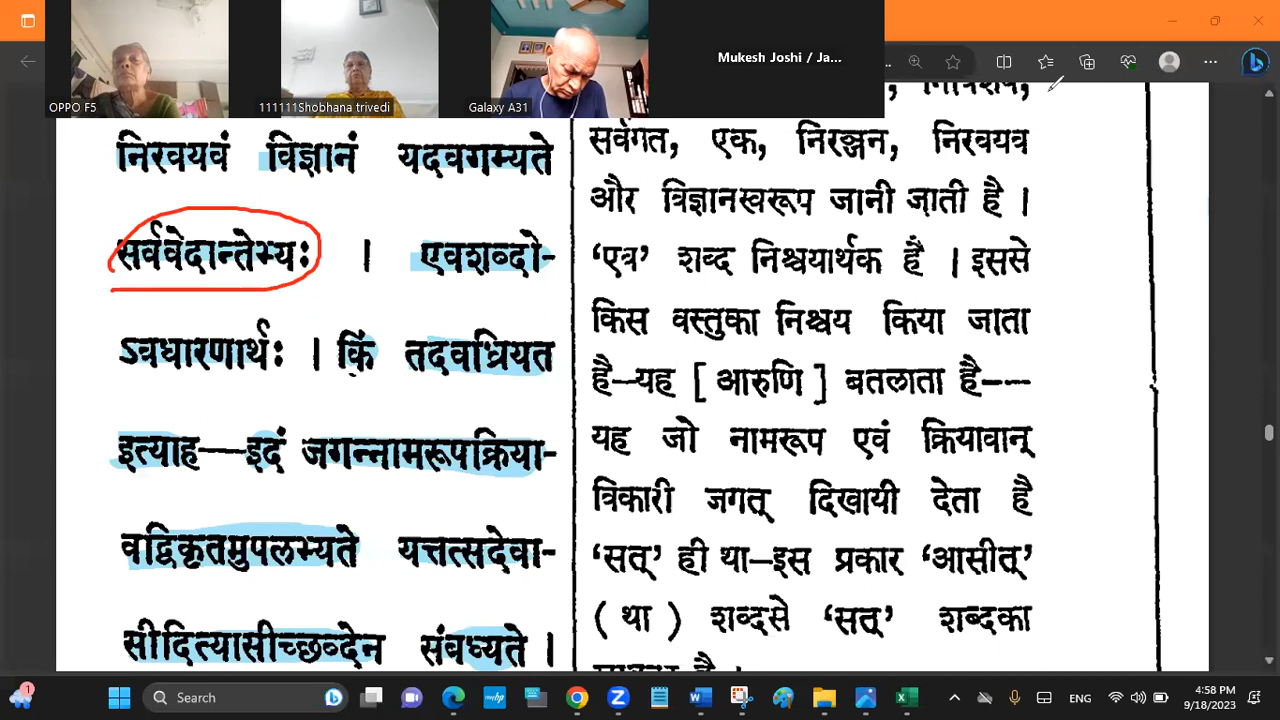 OPPO F5
111111Shobhana trivedi
Galaxy A31
Mukesh Joshi / Ja...
निरवयवं विज्ञानं यदवगम्यते
सर्ववेदान्तेभ्यः । एवशब्दो-
ऽवधारणार्थः । किं तदवाध्रियत
इत्याह—इदं जगन्नामरूपक्रिया-
वद्विकृतमुपलभ्यते यत्तत्सदेवा-
सीदित्यासीच्छब्देन संबध्यते ।
सर्वगत, एक, निरञ्जन, निरवयव
और विज्ञानस्वरूप जानी जाती है ।
‘एव’ शब्द निश्चयार्थक है । इससे
किस वस्तुका निश्चय किया जाता
है—यह [ आरुणि ] बतलाता है——
यह जो नामरूप एवं क्रियावान्
विकारी जगत् दिखायी देता है
‘सत्’ ही था—इस प्रकार ‘आसीत्’
( था ) शब्दसे ‘सत्’ शब्दका
Search
ENG
4:58 PM
9/18/2023
1